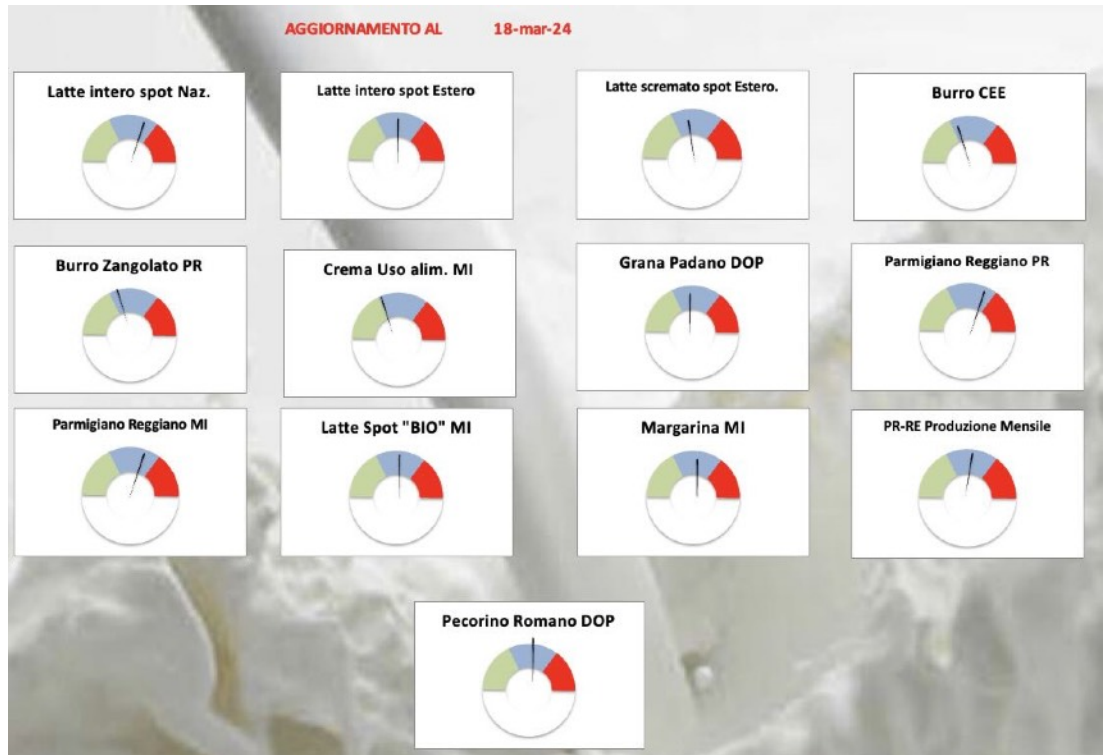 AGGIORNAMENTO AL 18-mar-24
Latte intero spot Naz.
Latte intero spot Estero
Latte scremato spot Estero.
Burro CEE
Burro Zangolato PR
Crema Uso alim. MI
Grana Padano DOP
Parmigiano Reggiano PR
Parmigiano Reggiano MI
Latte Spot "BIO" MI
Margarina MI
PR-RE Produzione Mensile
Pecorino Romano DOP